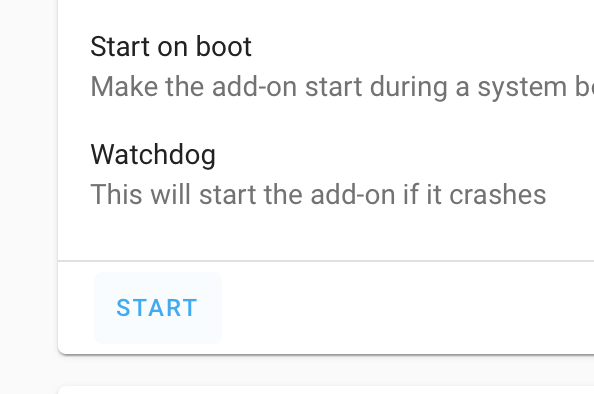 Start on boot
Make the add-on start during a system
Watchdog
This will start the add-on if it crashes
START